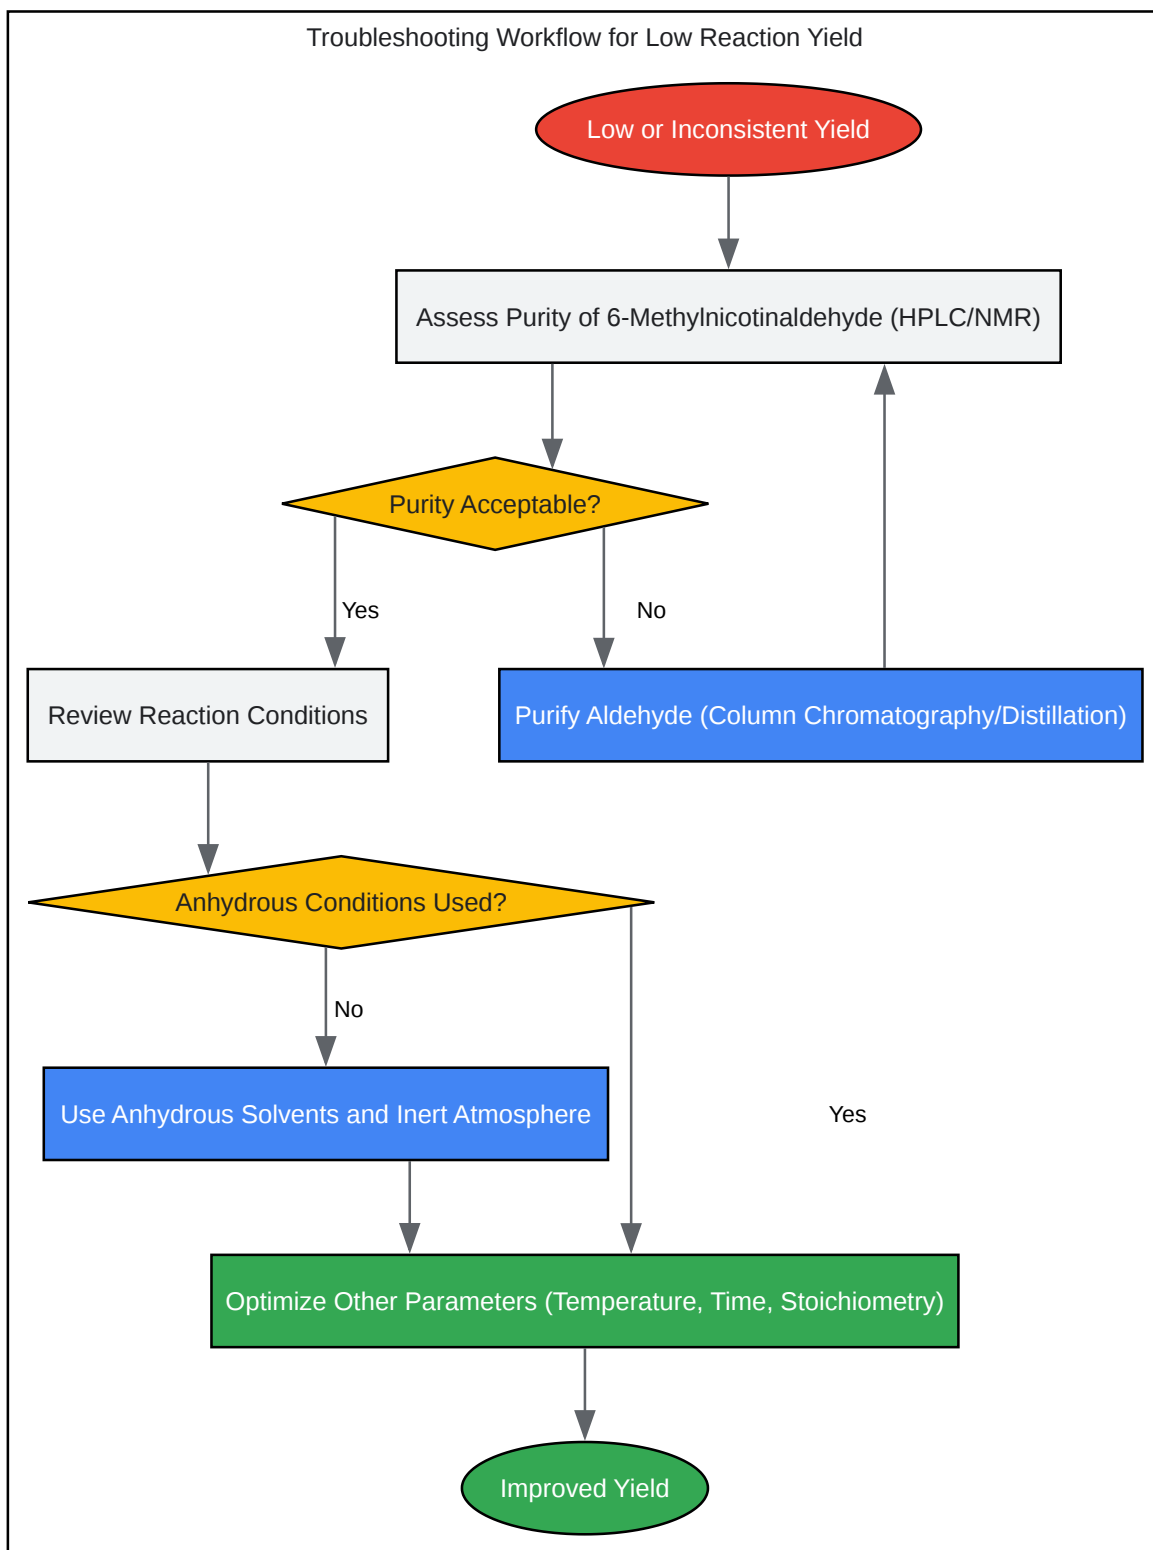 Troubleshooting Workflow for Low Reaction Yield
Low or Inconsistent Yield
Assess Purity of 6-Methylnicotinaldehyde (HPLC/NMR)
Purity Acceptable?
Yes
No
Review Reaction Conditions
Purify Aldehyde (Column Chromatography/Distillation)
Anhydrous Conditions Used?
No
Use Anhydrous Solvents and Inert Atmosphere
Yes
Optimize Other Parameters (Temperature, Time, Stoichiometry)
Improved Yield